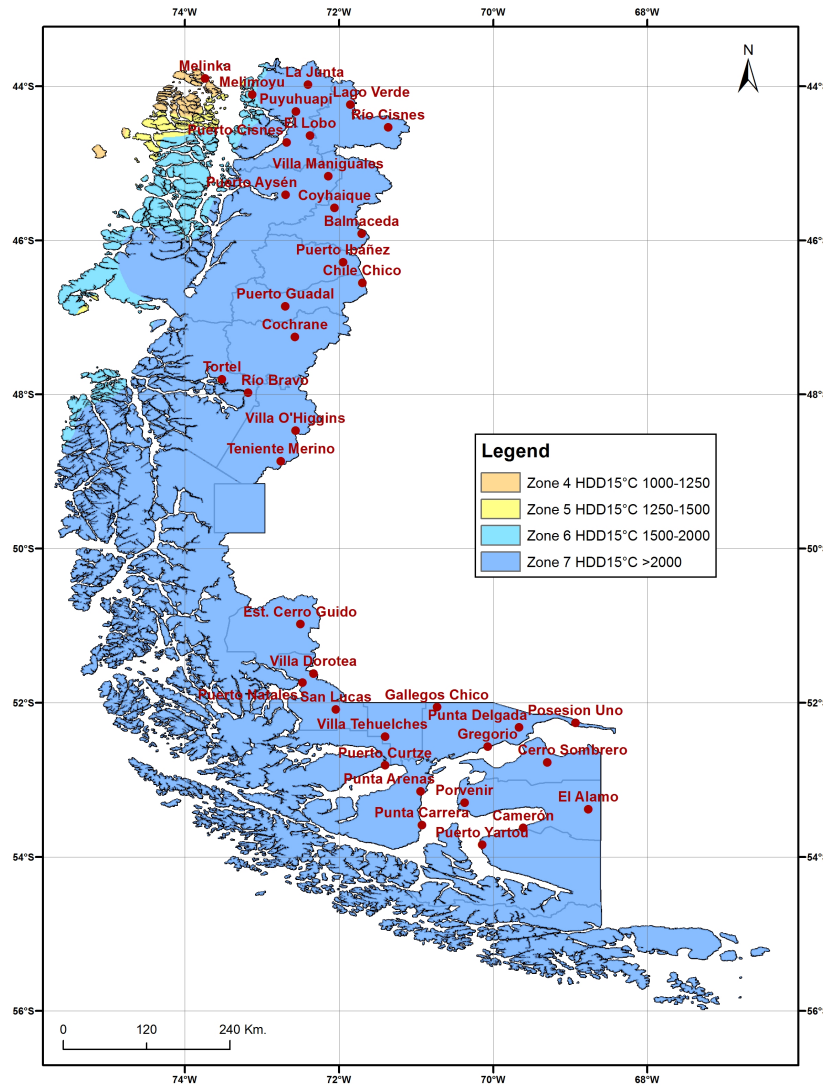 74°W 72°W 70°W 68°W
N
44°S 44°S
Melinka
La Junta
Melimoyu
Lago Verde
Puyuhuapi
Río Cisnes
El Lobo
Puerto Cisnes
Villa Maniguales
Puerto Aysén
Coyhaique
Balmaceda
46°S 46°S
Puerto Ibáñez
Chile Chico
Puerto Guadal
Cochrane
Tortel
Río Bravo
48°S 48°S
Villa O'Higgins
Teniente Merino
Legend
Zone 4 HDD15°C 1000-1250
Zone 5 HDD15°C 1250-1500
Zone 6 HDD15°C 1500-2000
Zone 7 HDD15°C >2000
50°S 50°S
Est. Cerro Guido
Villa Dorotea
Puerto Natales
San Lucas
Gallegos Chico
52°S 52°S
Posesion Uno
Punta Delgada
Villa Tehuelches
Gregorio
Cerro Sombrero
Puerto Curtze
Punta Arenas
Porvenir
El Alamo
Punta Carrera
Camerón
Puerto Yartou
54°S 54°S
56°S 56°S
0 120 240 Km.
74°W 72°W 70°W 68°W